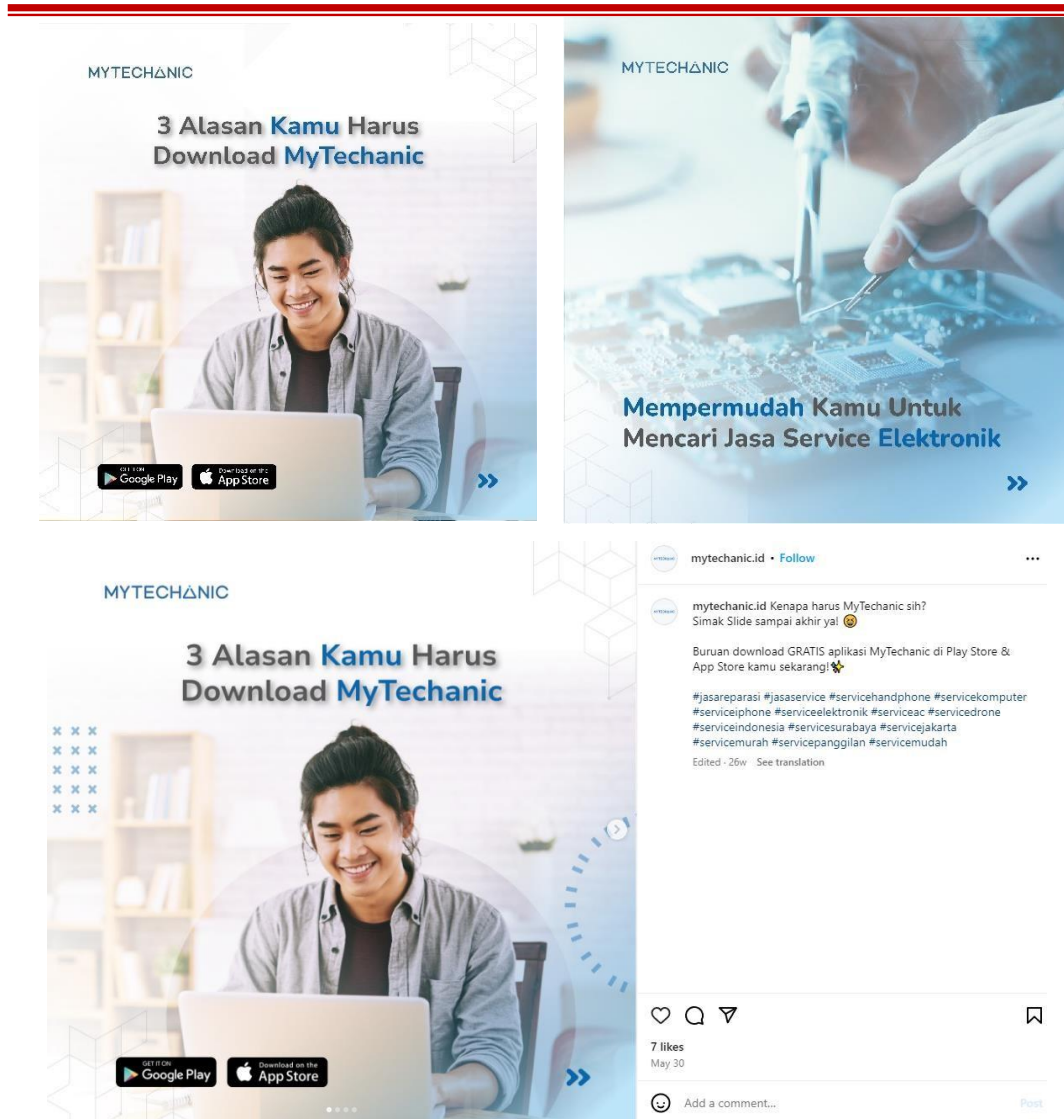 MYTECHANIC
3 Alasan Kamu Harus
Download MyTechanic
GET IT ON
Google Play
Download on the
App Store
MYTECHANIC
Mempermudah Kamu Untuk
Mencari Jasa Service Elektronik
MYTECHANIC
3 Alasan Kamu Harus
Download MyTechanic
GET IT ON
Google Play
Download on the
App Store
mytechanic.id • Follow
mytechanic.id Kenapa harus MyTechanic sih?
Simak Slide sampai akhir ya! 😆
Buruan download GRATIS aplikasi MyTechanic di Play Store &
App Store kamu sekarang!✨
#jasareparasi #jasaservice #servicehandphone #servicekomputer
#serviceiphone #serviceelektronik #serviceac #servicedrone
#serviceindonesia #servicesurabaya #servicejakarta
#servicemurah #servicepanggilan #servicemudah
Edited · 26w See translation
7 likes
May 30
Add a comment...
Post